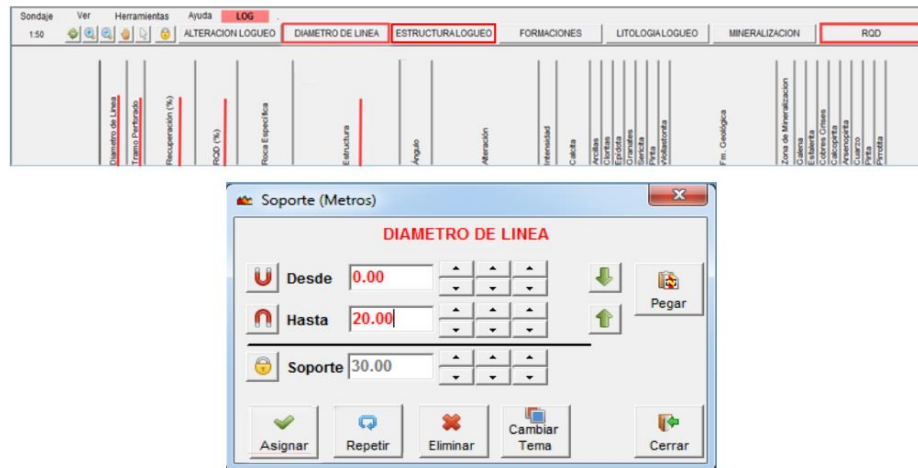 Sondaje Ver Herramientas Ayuda LOG
1:50 ALTERACION LOGUEO DIAMETRO DE LINEA ESTRUCTURA LOGUEO FORMACIONES LITOLOGIA LOGUEO MINERALIZACION RQD
Diametro de Linea
Tramo Perforado
Recuperación (%)
RQD (%)
Roca Especifica
Estructura
Ángulo
Alteración
Intensidad
Calcita
Arcillas
Cloritas
Epidota
Granates
Sericita
Pirita
Wollastonita
Fm. Geológica
Zona de Mineralizacion
Galena
Esfalerita
Cobres Grises
Calcopirita
Arsenopirita
Cuarzo
Pirita
Pirrotita
Soporte (Metros)
DIAMETRO DE LINEA
Desde 0.00
Pegar
Hasta 20.00
Soporte 30.00
Asignar Repetir Eliminar Cambiar Tema Cerrar